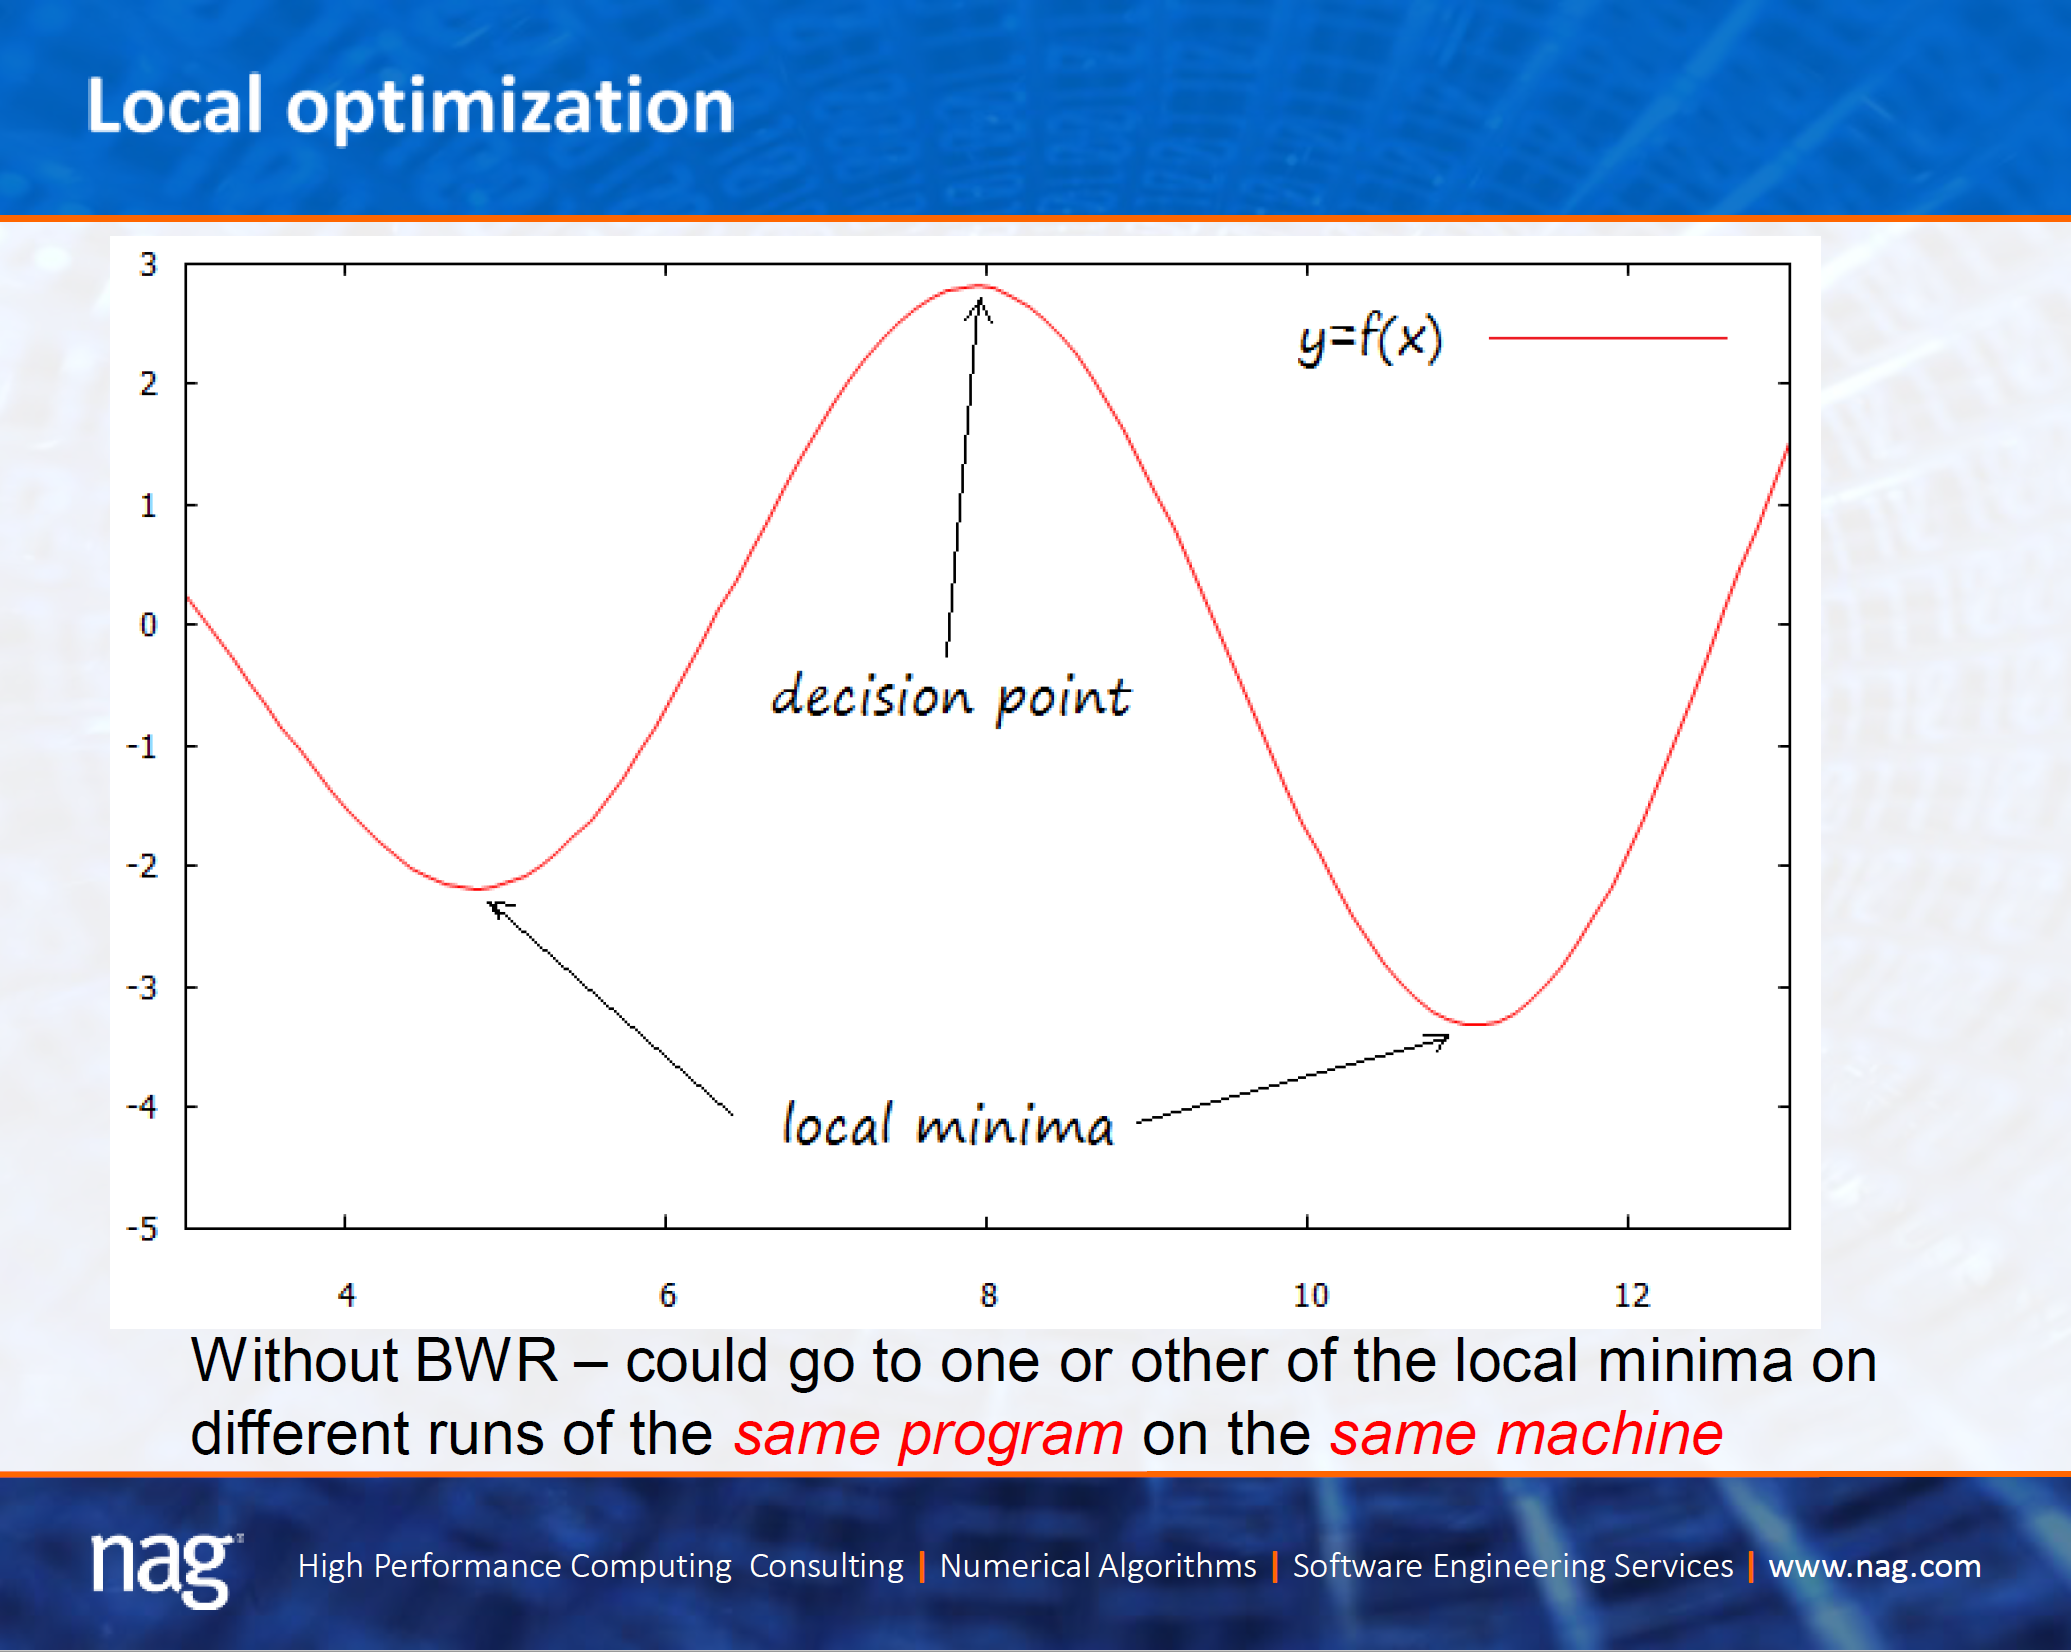 Local optimization
3
2
1
0
-1
-2
-3
-4
-5
y=f(x)
decision point
local minima
4 6 8 10 12
Without BWR – could go to one or other of the local minima on
different runs of the same program on the same machine
nag™
High Performance Computing Consulting | Numerical Algorithms | Software Engineering Services | www.nag.com